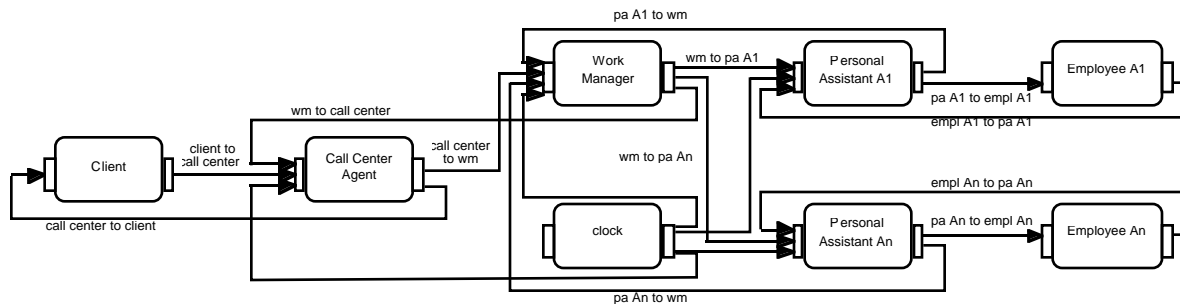 pa A1 to wm
Work
Manager
wm to pa A1
Personal
Assistant A1
Employee A1
pa A1 to empl A1
empl A1 to pa A1
wm to call center
Client
client to
call center
Call Center
Agent
call center
to wm
wm to pa An
empl An to pa An
call center to client
clock
Personal
Assistant An
pa An to empl An
Employee An
pa An to wm